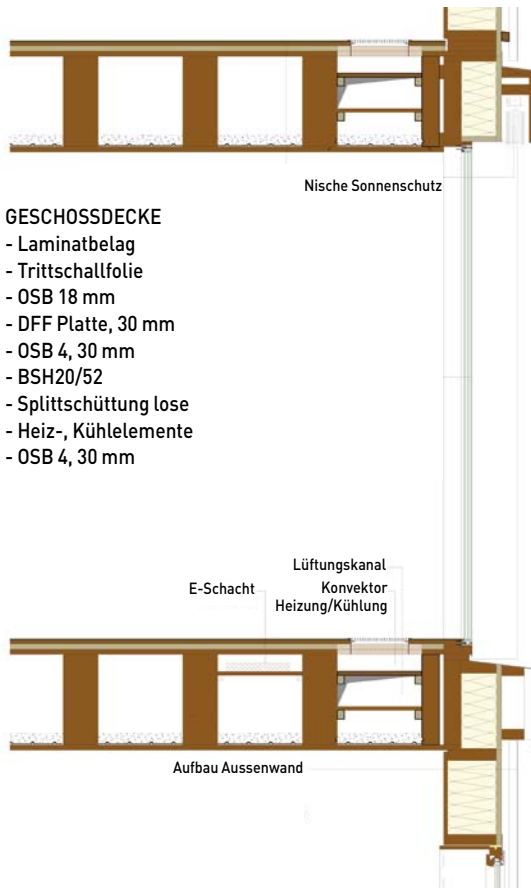 Nische Sonnenschutz
GESCHOSSDECKE
- Laminatbelag
- Trittschallfolie
- OSB 18 mm
- DFF Platte, 30 mm
- OSB 4, 30 mm
- BSH20/52
- Splittschüttung lose
- Heiz-, Kühlelemente
- OSB 4, 30 mm
Lüftungskanal
E-Schacht
Konvektor
Heizung/Kühlung
Aufbau Aussenwand